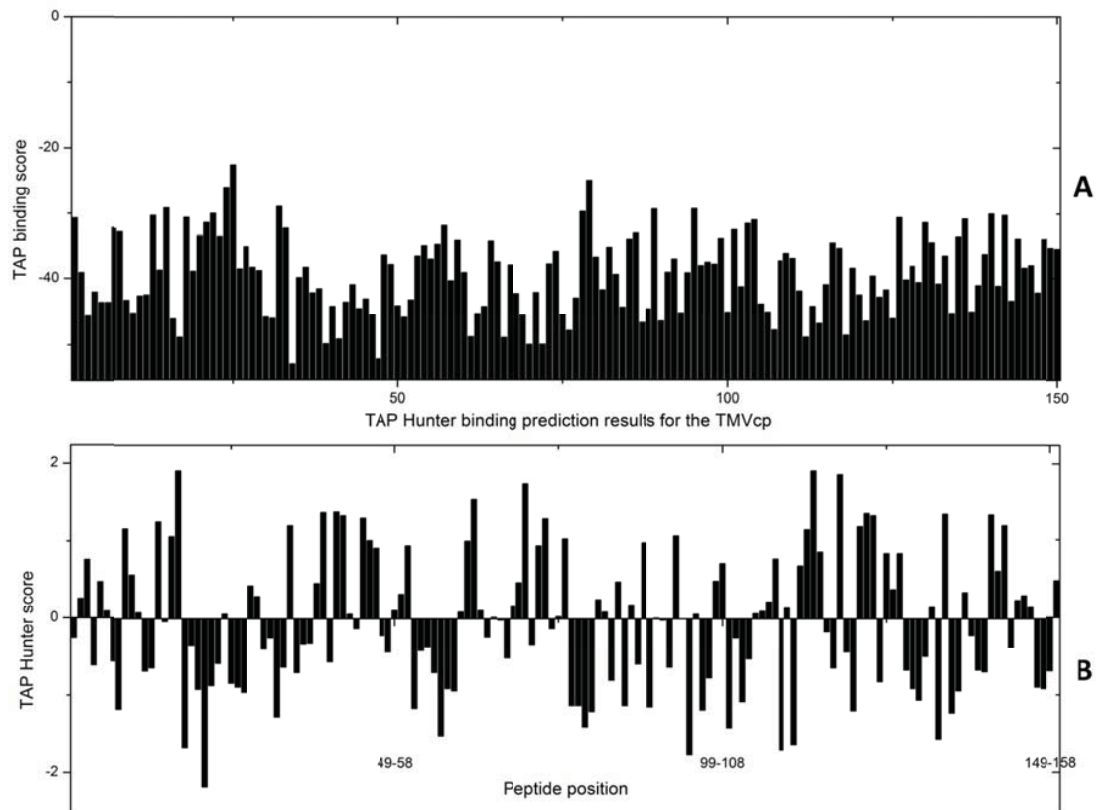 0
-20
-40
TAP binding score
A
50
100
150
TAP Hunter binding prediction results for the TMVcp
2
0
-2
TAP Hunter score
B
49-58
99-108
149-158
Peptide position